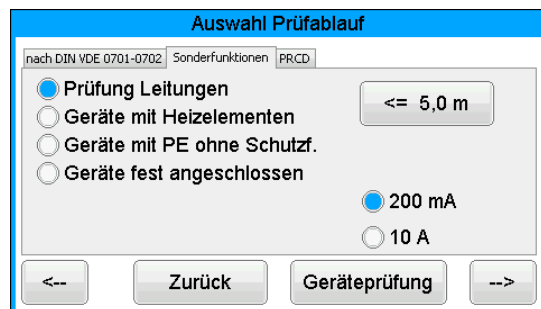 Auswahl Prüfablauf
nach DIN VDE 0701-0702 Sonderfunktionen PRCD
Prüfung Leitungen
<= 5,0 m
Geräte mit Heizelementen
Geräte mit PE ohne Schutzf.
Geräte fest angeschlossen
200 mA
10 A
<-- Zurück Geräteprüfung -->